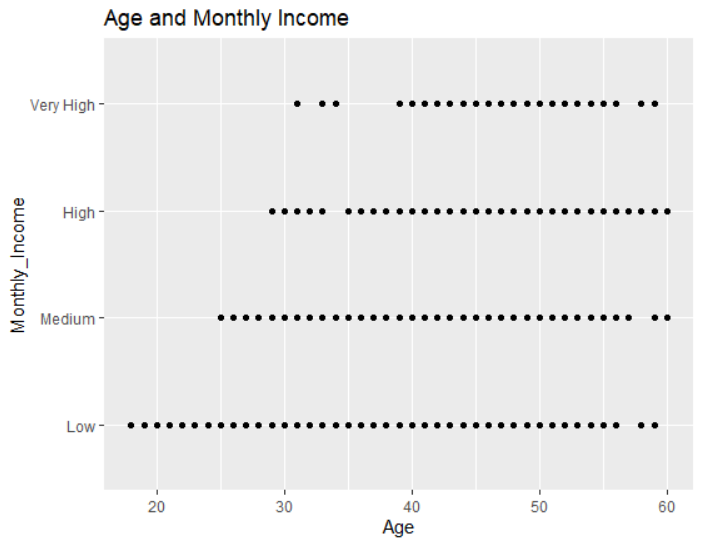 Age and Monthly Income
Very High
High
Medium
Low
Monthly_Income
20 30 40 50 60
Age